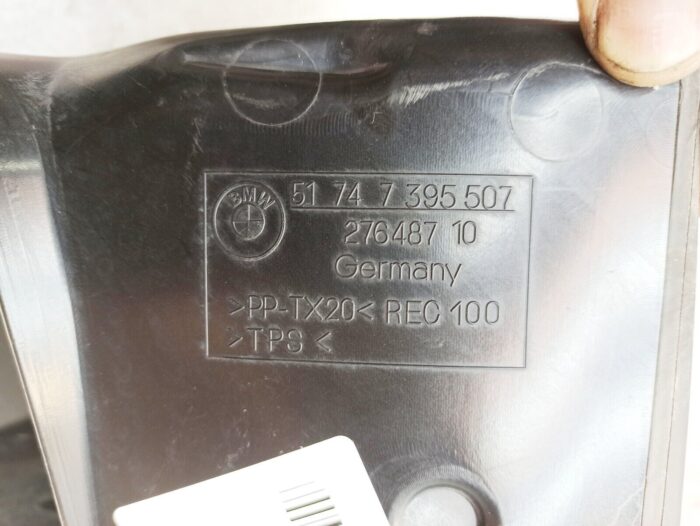 BMW
51 74 7 395 507
276487 10
Germany
>PP-TX20< REC 100
>TPS<